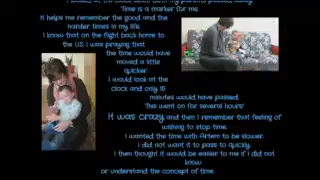 Time is a marker for me.
It helps me remember the good and the
harder times in my life.
I know that on the flight back home to
the U.S. I was praying that
the time would have
moved a little
quicker.
I would look at the
clock and only 15
minutes would have passed.
This went on for several hours!
It was crazy and then I remember that feeling of
wishing to stop time.
I wanted the time with Artem to be slower.
I did not want it to pass to quickly.
I then thought it would be easier to me if I did not
know
or understand the concept of time.